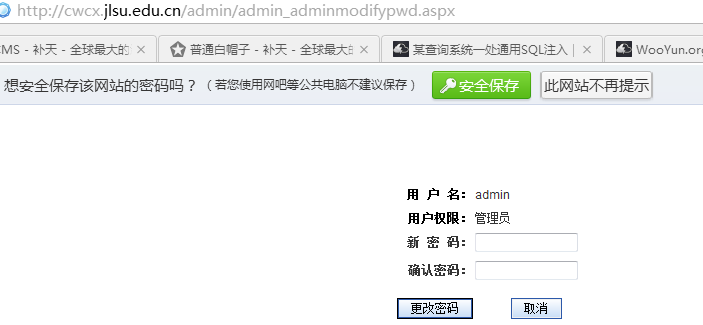 http://cwcx.jlsu.edu.cn/admin/admin_adminmodifypwd.aspx
CMS - 补天 - 全球最大的 × 普通白帽子 - 补天 - 全球最大的 × 某查询系统一处通用SQL注入 | × WooYun.org
想安全保存该网站的密码吗？（若您使用网吧等公共电脑不建议保存） 安全保存 此网站不再提示
用 户 名： admin
用户权限： 管理员
新 密 码：
确认密码：
更改密码 取消